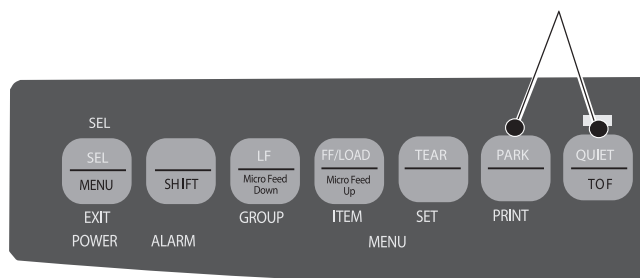 SEL
SEL LF FF/LOAD TEAR PARK QUIET
MENU SHIFT Micro Feed Down Micro Feed Up TOF
EXIT GROUP ITEM SET PRINT
POWER ALARM MENU